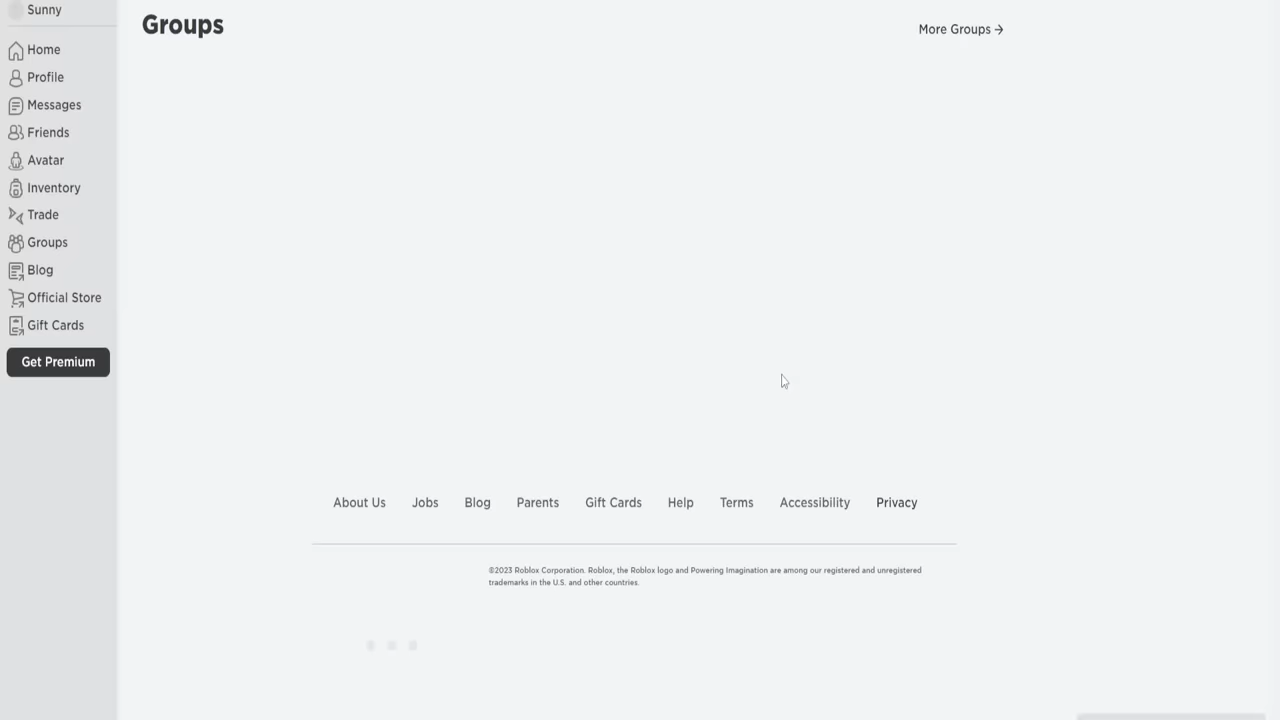 Sunny
Home
Profile
Messages
Friends
Avatar
Inventory
Trade
Groups
Blog
Official Store
Gift Cards
Get Premium
Groups
More Groups →
About Us Jobs Blog Parents Gift Cards Help Terms Accessibility Privacy
©2023 Roblox Corporation. Roblox, the Roblox logo and Powering Imagination are among our registered and unregistered
trademarks in the U.S. and other countries.